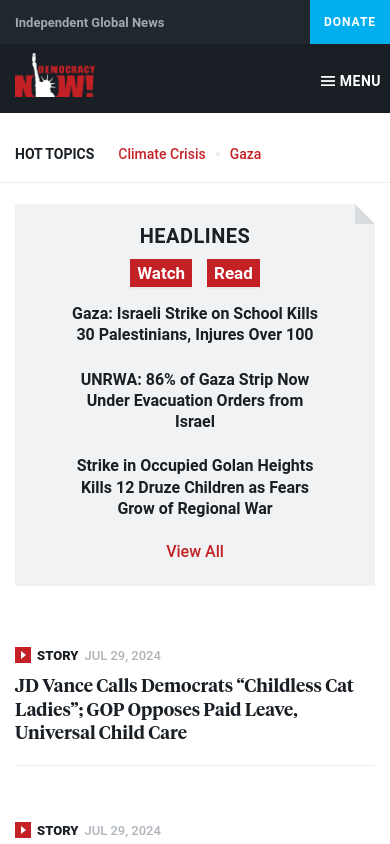 Independent Global News
DONATE
DEMOCRACY
NOW!
MENU
HOT TOPICS
Climate Crisis
Gaza
HEADLINES
Watch
Read
Gaza: Israeli Strike on School Kills
30 Palestinians, Injures Over 100
UNRWA: 86% of Gaza Strip Now
Under Evacuation Orders from
Israel
Strike in Occupied Golan Heights
Kills 12 Druze Children as Fears
Grow of Regional War
View All
STORY JUL 29, 2024
JD Vance Calls Democrats “Childless Cat
Ladies”; GOP Opposes Paid Leave,
Universal Child Care
STORY JUL 29, 2024